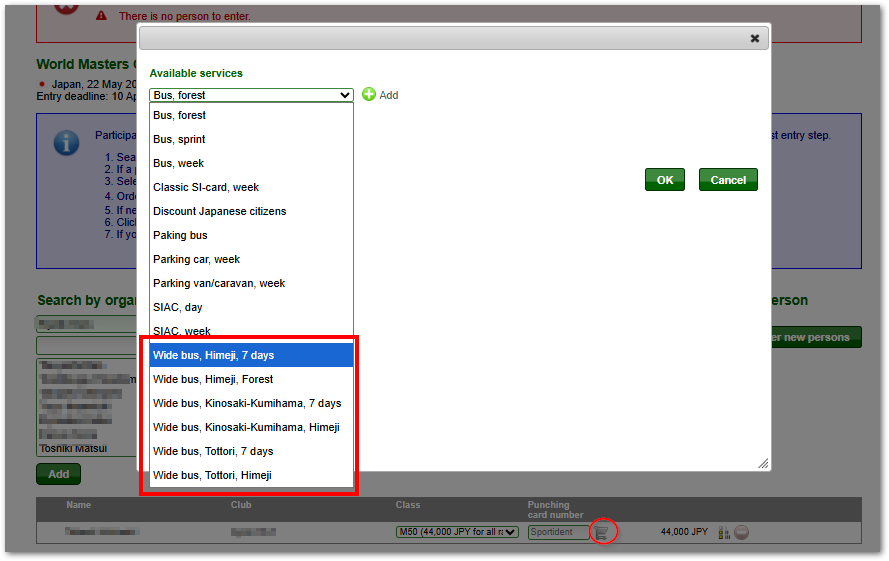 There is no person to enter.
World Masters
Japan, 22 May 20
Entry deadline: 10 Ap
Available services
Bus, forest
Add
Bus, forest
Bus, sprint
Bus, week
Classic SI-card, week
Discount Japanese citizens
Paking bus
Parking car, week
Parking van/caravan, week
SIAC, day
SIAC, week
Wide bus, Himeji, 7 days
Wide bus, Himeji, Forest
Wide bus, Kinosaki-Kumihama, 7 days
Wide bus, Kinosaki-Kumihama, Himeji
Wide bus, Tottori, 7 days
Wide bus, Tottori, Himeji
OK
Cancel
Participa
st entry step.
1. Sea
2. If a
3. Sele
4. Orde
5. If ne
6. Click
7. If yo
Search by orga
erson
er new persons
Toshiki Matsui
Add
Name Club Class Punching
card number
M50 (44,000 JPY for all ra Sportident 44,000 JPY